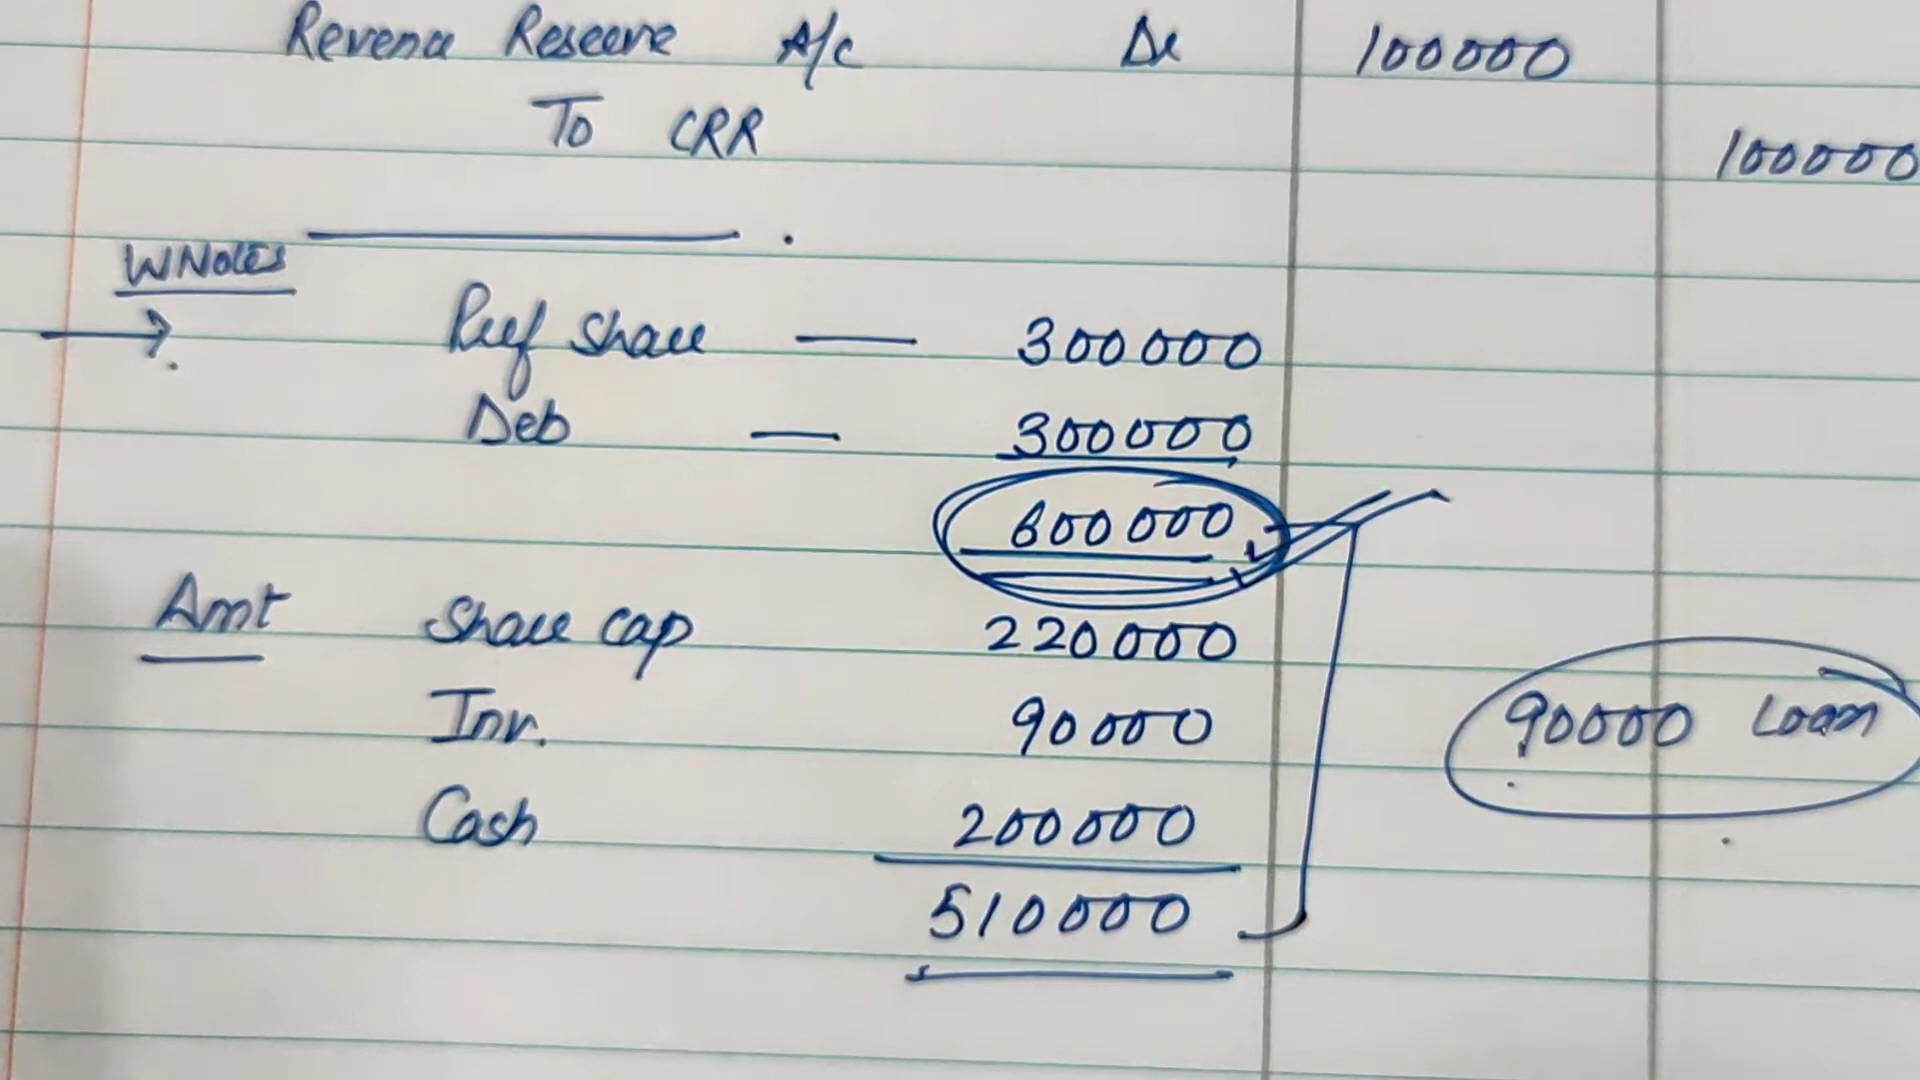 Revenue Reserve A/c Dr 100000
To CRR 100000
W Notes
Pref Share — 300000
Deb — 300000
600000
Amt Share Cap 220000
Inv. 90000
90000 Loan
Cash 200000
510000